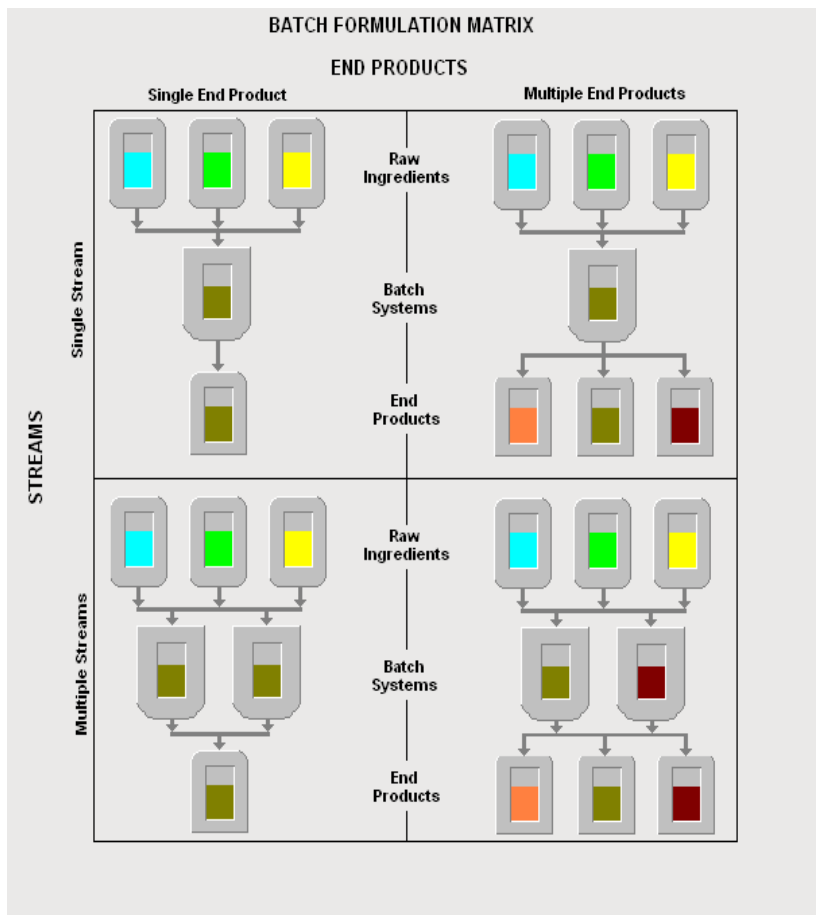 BATCH FORMULATION MATRIX
END PRODUCTS
Single End Product
Multiple End Products
STREAMS
Single Stream
Raw
Ingredients
Batch
Systems
End
Products
Multiple Streams
Raw
Ingredients
Batch
Systems
End
Products